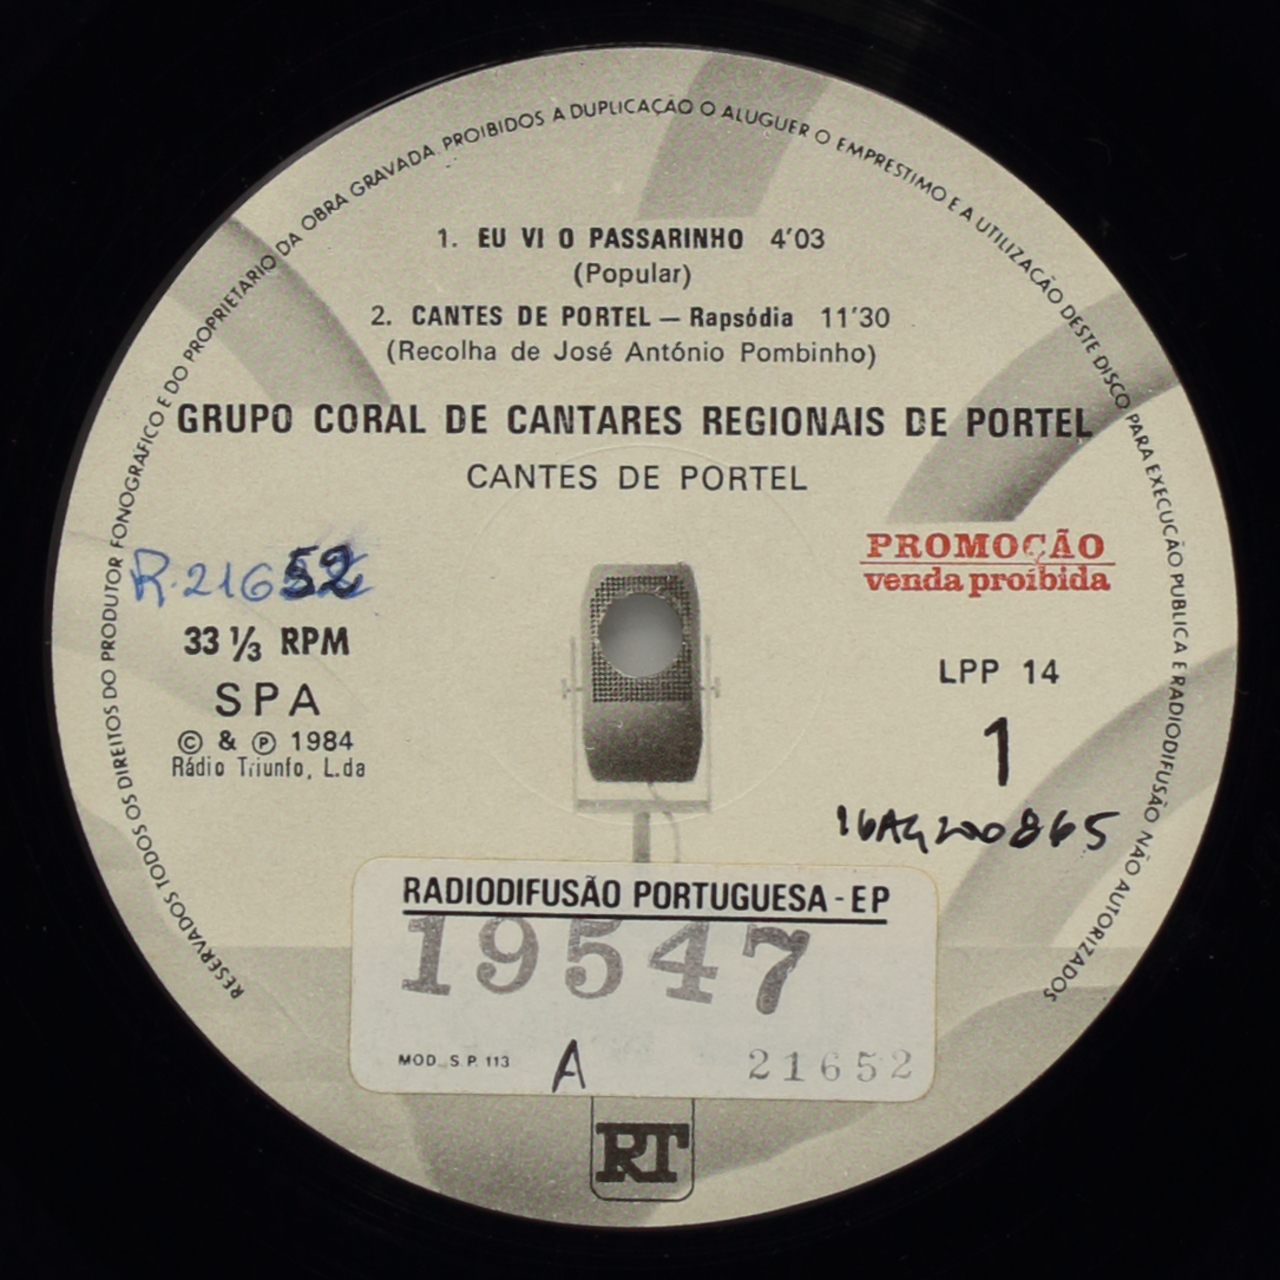 RESERVADOS TODOS OS DIREITOS DO PRODUTOR FONOGRAFICO E DO PROPRIETARIO DA OBRA GRAVADA. PROIBIDOS A DUPLICAÇÃO O ALUGUER O EMPRESTIMO E A UTILIZAÇÃO DESTE DISCO PARA EXECUÇÃO PUBLICA E RADIODIFUSÃO NÃO AUTORIZADOS
1. EU VI O PASSARINHO 4'03
(Popular)
2. CANTES DE PORTEL — Rapsódia 11'30
(Recolha de José António Pombinho)
GRUPO CORAL DE CANTARES REGIONAIS DE PORTEL
CANTES DE PORTEL
PROMOÇÃO
venda proibida
R.21652
33 1/3 RPM
SPA
© & ℗ 1984
Rádio Triunfo, L.da
LPP 14
1
RADIODIFUSÃO PORTUGUESA - EP
19547
MOD. S.P. 113
A
21652
RT